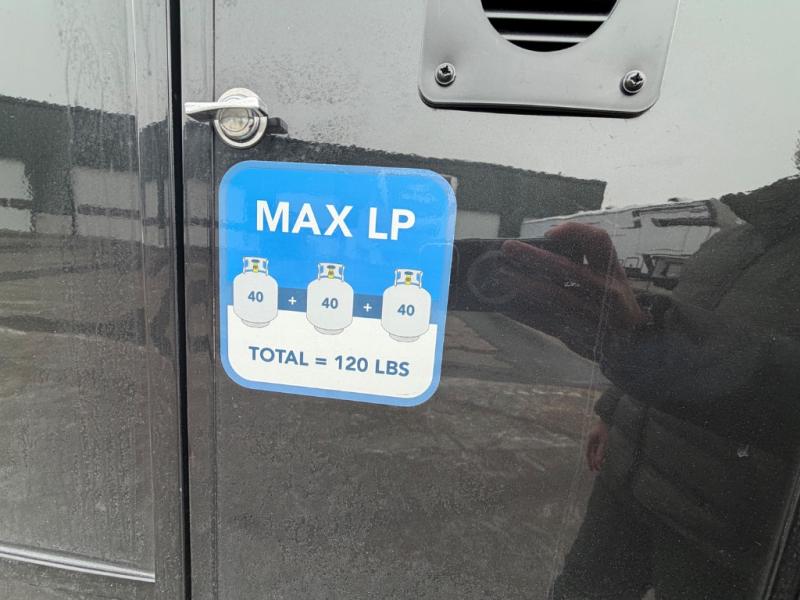 MAX LP
40 + 40 + 40
TOTAL = 120 LBS